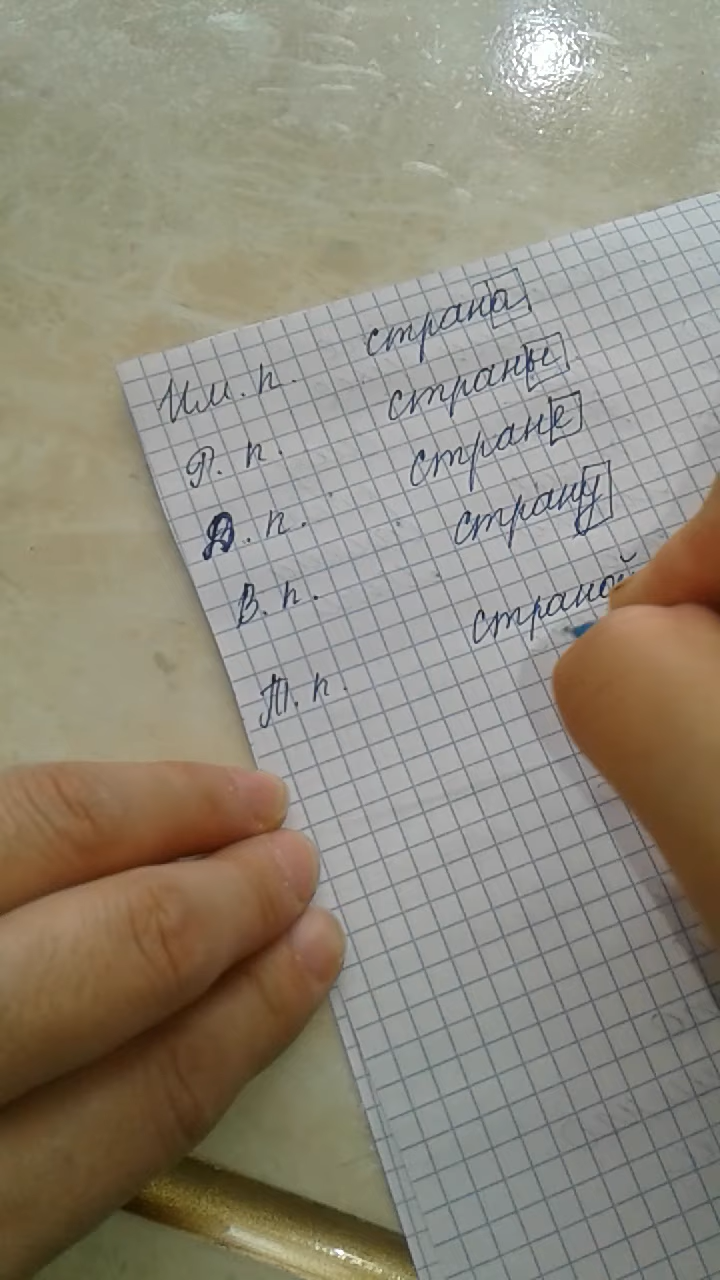 Им. п. страна
Р. п. страны
Д. п. стране
В. п. страну
Т. п. страной